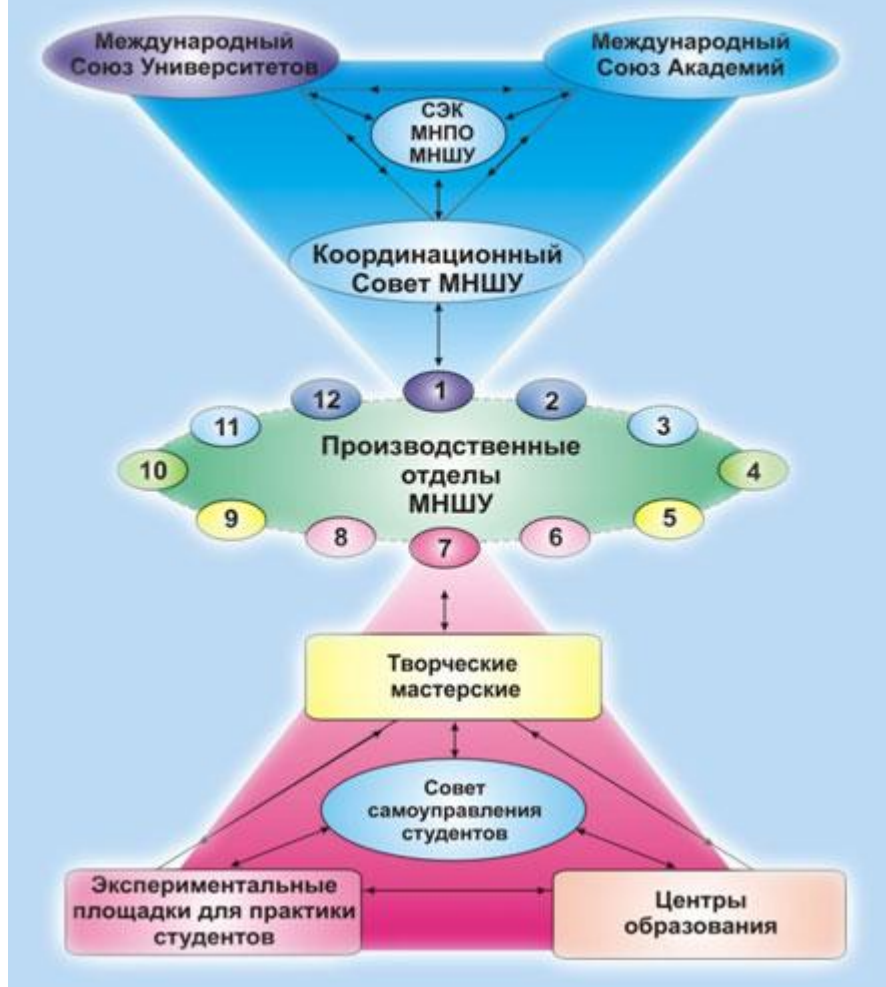 Международный
Союз Университетов
Международный
Союз Академий
СЭК
МНПО
МНШУ
Координационный
Совет МНШУ
1
2
3
4
5
6
7
8
9
10
11
12
Производственные
отделы
МНШУ
Творческие
мастерские
Совет
самоуправления
студентов
Экспериментальные
площадки для практики
студентов
Центры
образования